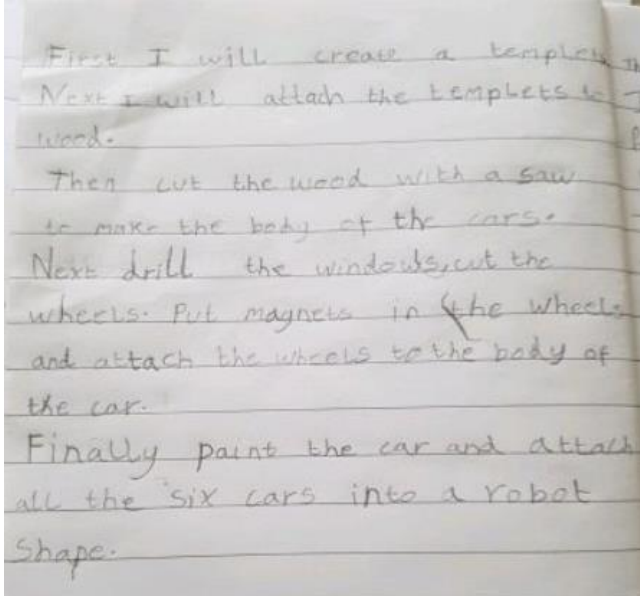 First I will create a templet
Next I will attach the templets to
wood.
Then cut the wood with a saw
to make the body of the cars.
Next drill the windows, cut the
wheels. Put magnets in the wheels
and attach the wheels to the body of
the car.
Finally paint the car and attach
all the six cars into a robot
Shape.